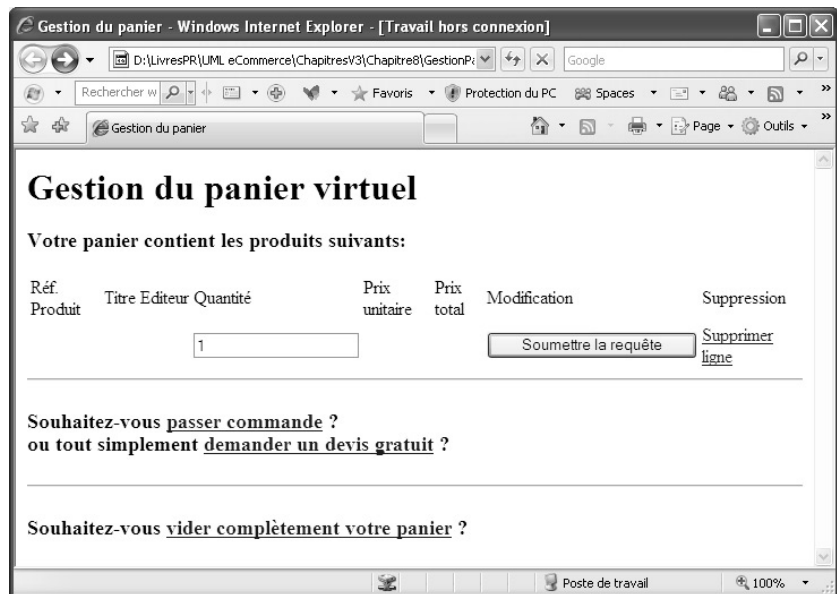 Gestion du panier - Windows Internet Explorer - [Travail hors connexion]
D:\LivresPR\UML eCommerce\ChapitresV3\Chapitre8\GestionPa
Google
Rechercher w
Favoris
Protection du PC
Spaces
Gestion du panier
Page
Outils
Gestion du panier virtuel
Votre panier contient les produits suivants:
Réf. Produit
Titre
Editeur
Quantité
Prix unitaire
Prix total
Modification
Suppression
1
Soumettre la requête
Supprimer ligne
Souhaitez-vous passer commande ?
ou tout simplement demander un devis gratuit ?
Souhaitez-vous vider complètement votre panier ?
Poste de travail
100%